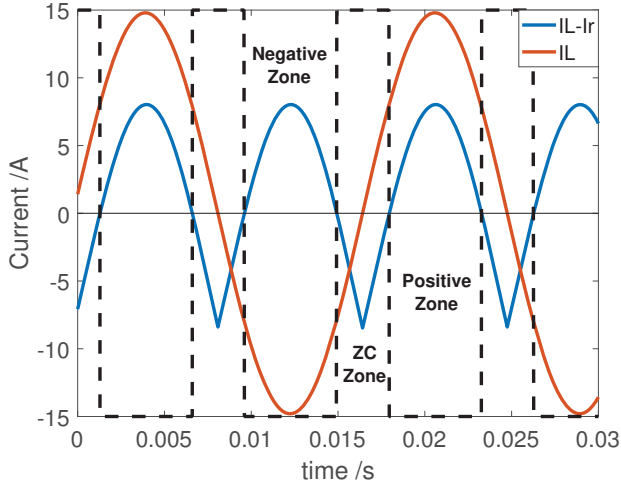 15
10
5
0
-5
-10
-15
Current /A
Negative
Zone
ZC
Zone
Positive
Zone
IL-Ir
IL
0
0.005
0.01
0.015
0.02
0.025
0.03
time /s